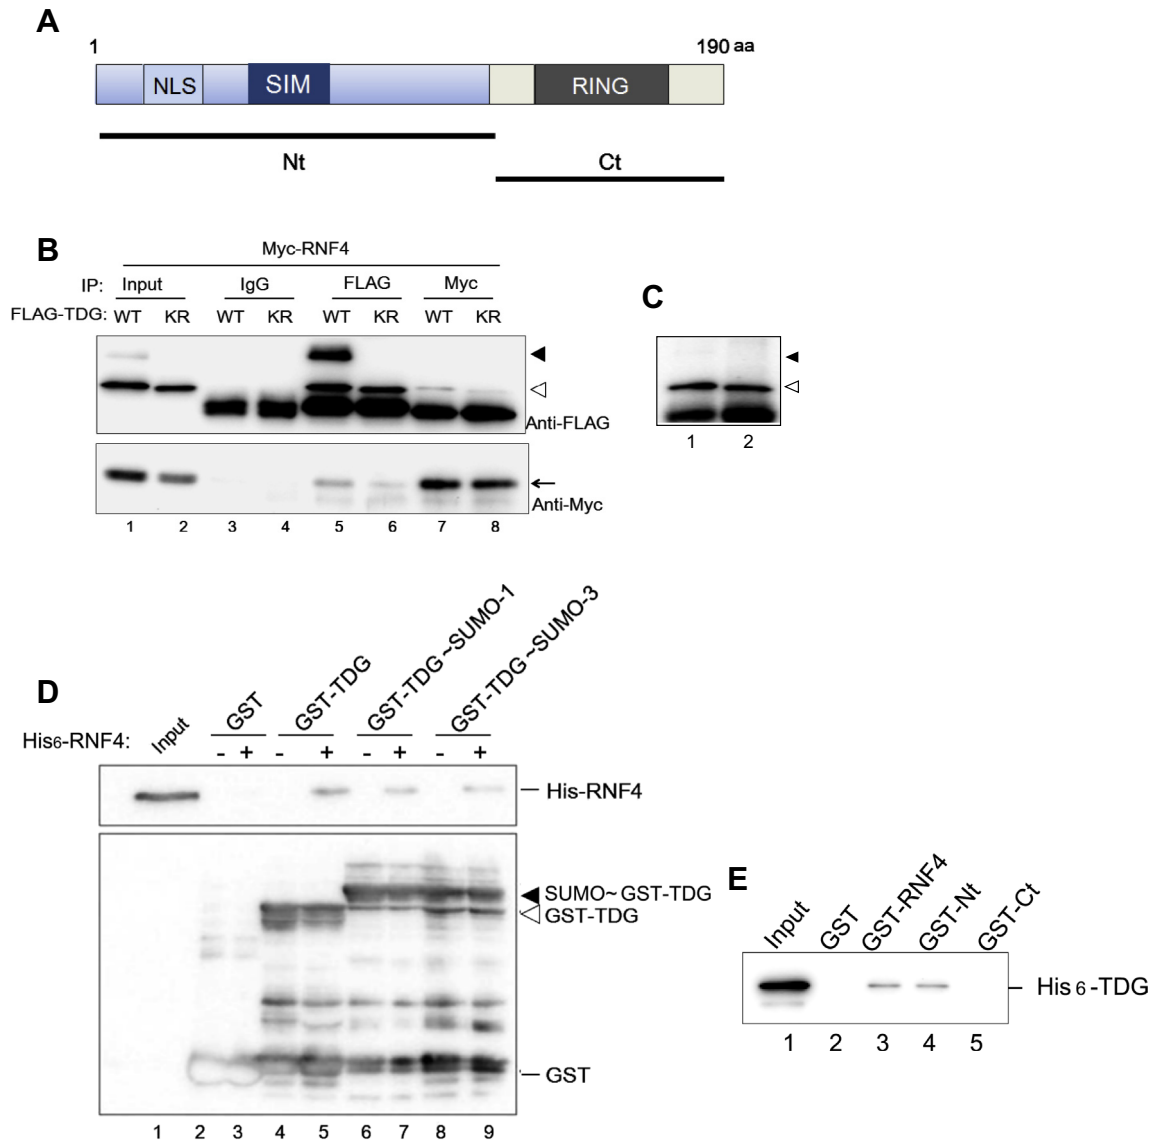 A
1 190 aa
NLS SIM RING
Nt Ct
B
Myc-RNF4
IP: Input IgG FLAG Myc
FLAG-TDG: WT KR WT KR WT KR WT KR
Anti-FLAG
Anti-Myc
1 2 3 4 5 6 7 8
C
1 2
D
Input GST GST-TDG GST-TDG~SUMO-1 GST-TDG~SUMO-3
His6-RNF4: - + - + - + - +
His-RNF4
SUMO~GST-TDG
GST-TDG
GST
1 2 3 4 5 6 7 8 9
E
Input GST GST-RNF4 GST-Nt GST-Ct
His 6 -TDG
1 2 3 4 5